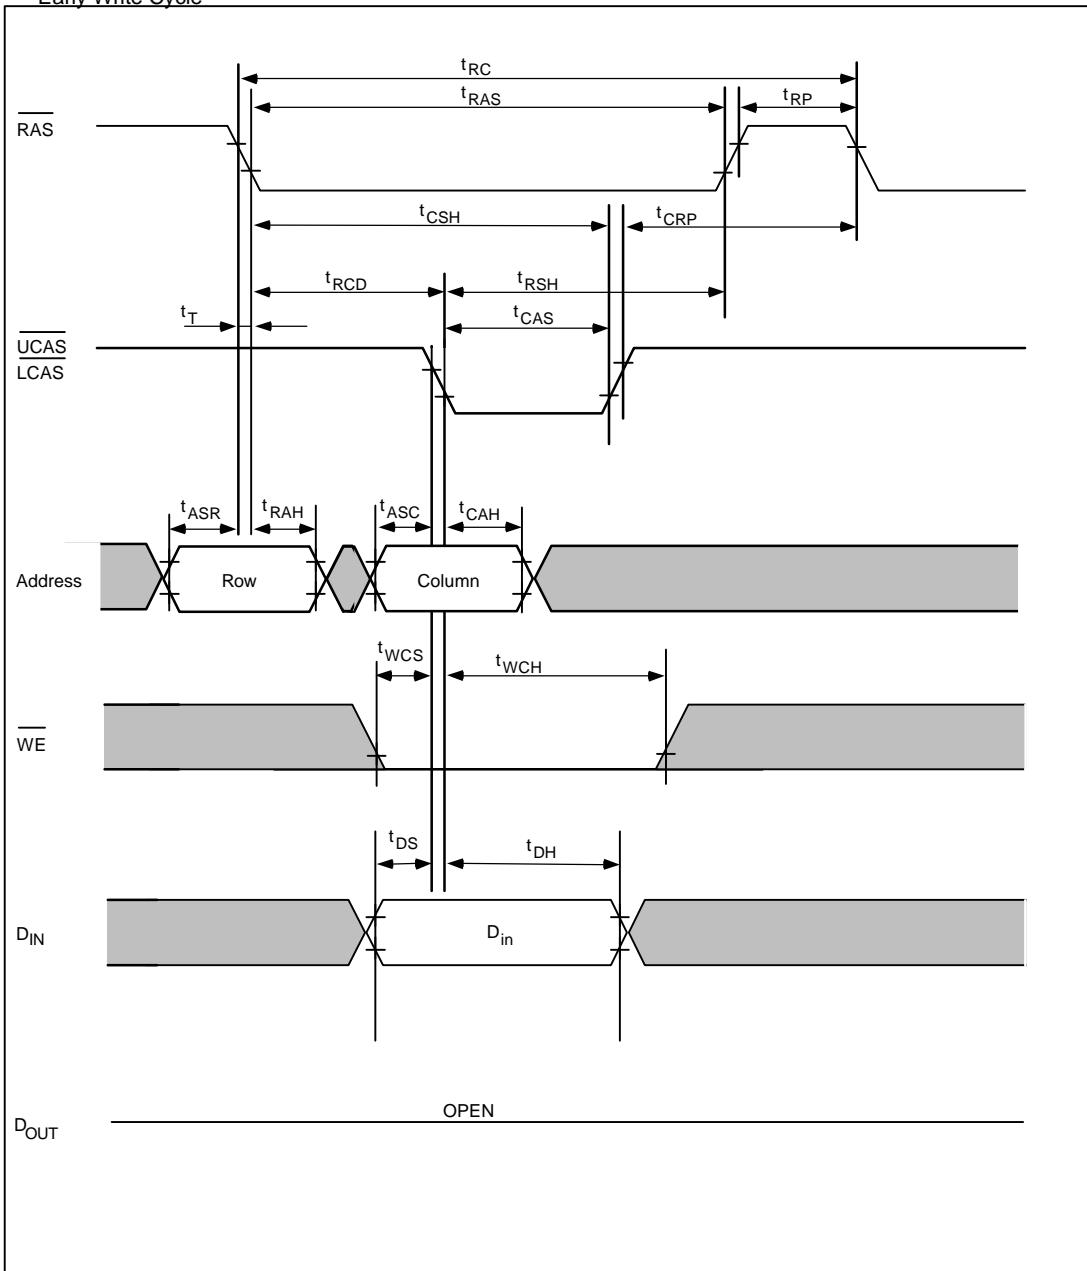 Early Write Cycle
tRC
tRAS
tRP
RAS
tCSH
tCRP
tRCD
tRSH
tT
tCAS
UCAS
LCAS
tASR
tRAH
tASC
tCAH
Address
Row
Column
tWCS
tWCH
WE
tDS
tDH
DIN
Din
OPEN
DOUT